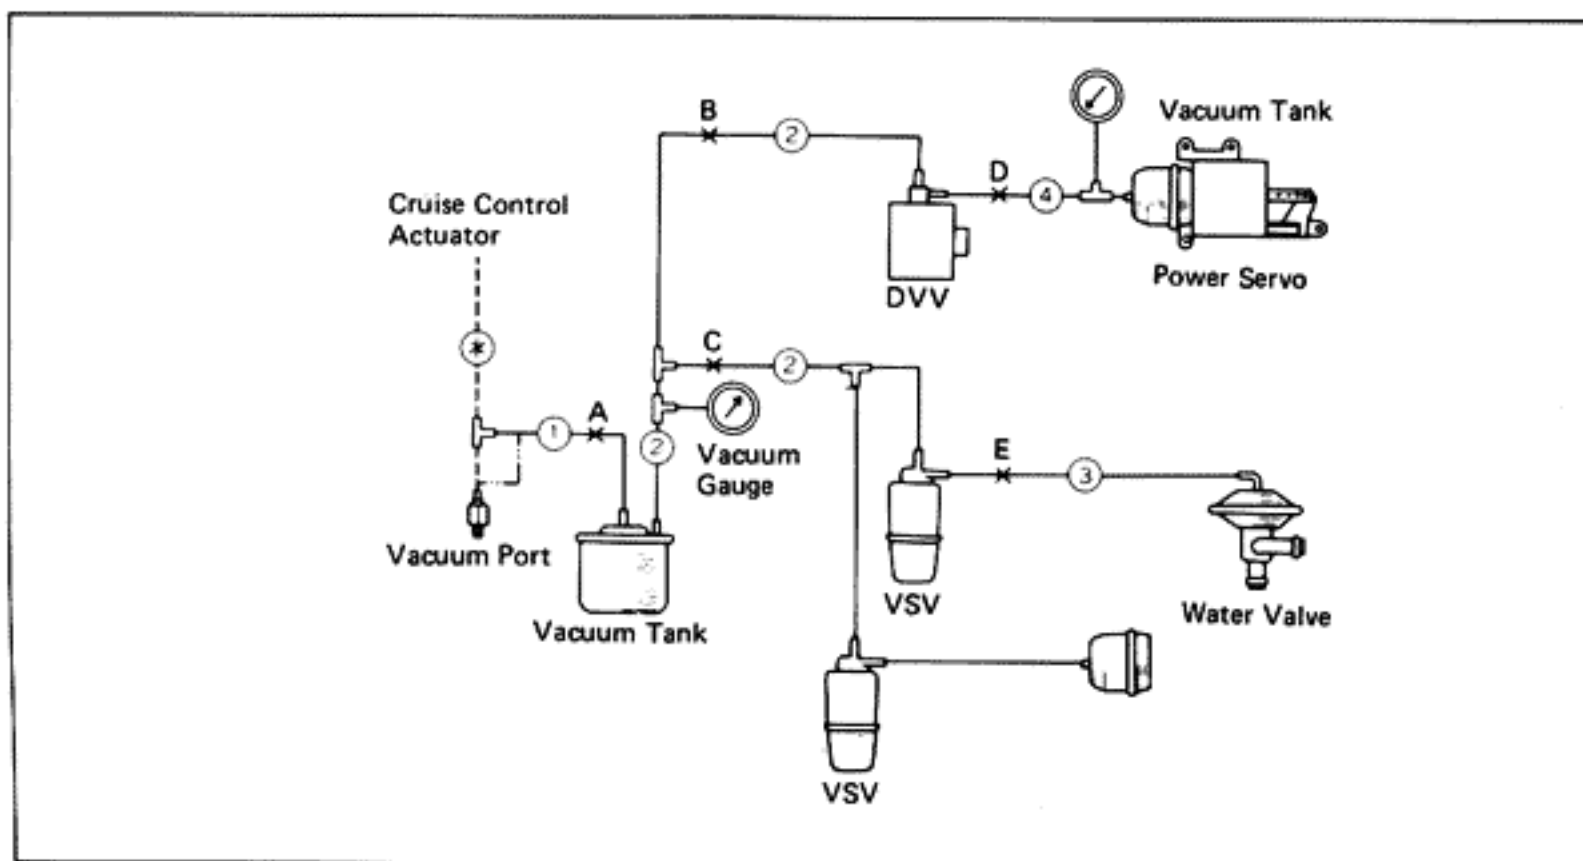 B
2
Vacuum Tank
D
4
Cruise Control
Actuator
DVV
Power Servo
*
C
2
1
A
2
Vacuum
Gauge
E
3
Vacuum Port
VSV
Water Valve
Vacuum Tank
VSV